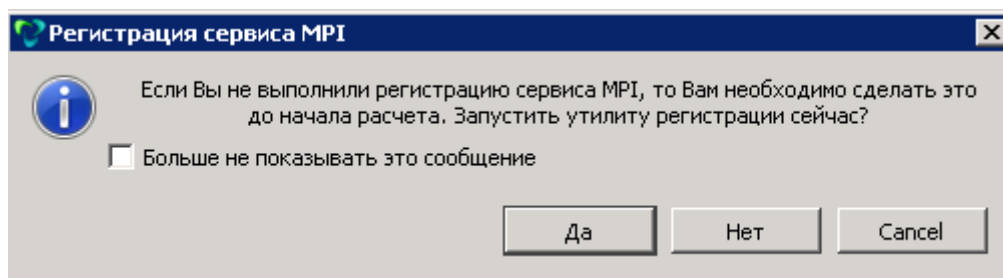 Регистрация сервиса MPI
Если Вы не выполнили регистрацию сервиса MPI, то Вам необходимо сделать это
до начала расчета. Запустить утилиту регистрации сейчас?
Больше не показывать это сообщение
Да Нет Cancel